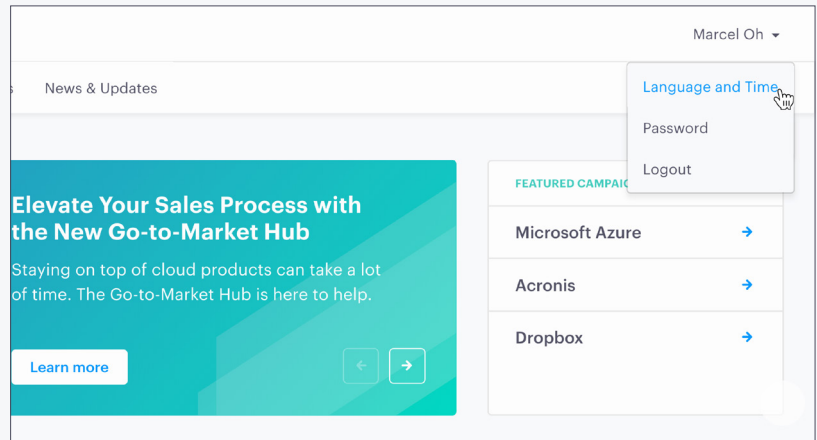 Marcel Oh
News & Updates
Language and Time
Password
Logout
Elevate Your Sales Process with
the New Go-to-Market Hub
Staying on top of cloud products can take a lot
of time. The Go-to-Market Hub is here to help.
Learn more
FEATURED
Microsoft Azure
Acronis
Dropbox